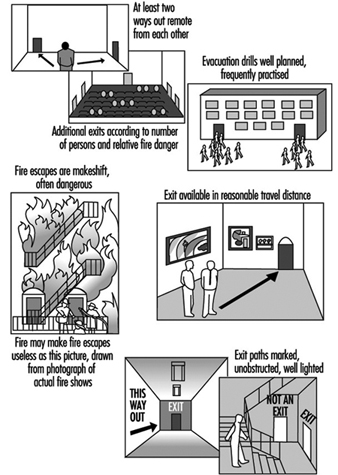 At least two
ways out remote
from each other
Evacuation drills well planned,
frequently practised
Additional exits according to number
of persons and relative fire danger
Fire escapes are makeshift,
often dangerous
Exit available in reasonable travel distance
Fire may make fire escapes
useless as this picture, drawn
from photograph of
actual fire shows
Exit paths marked,
unobstructed, well lighted
THIS
WAY
OUT
EXIT
NOT AN
EXIT
EXIT